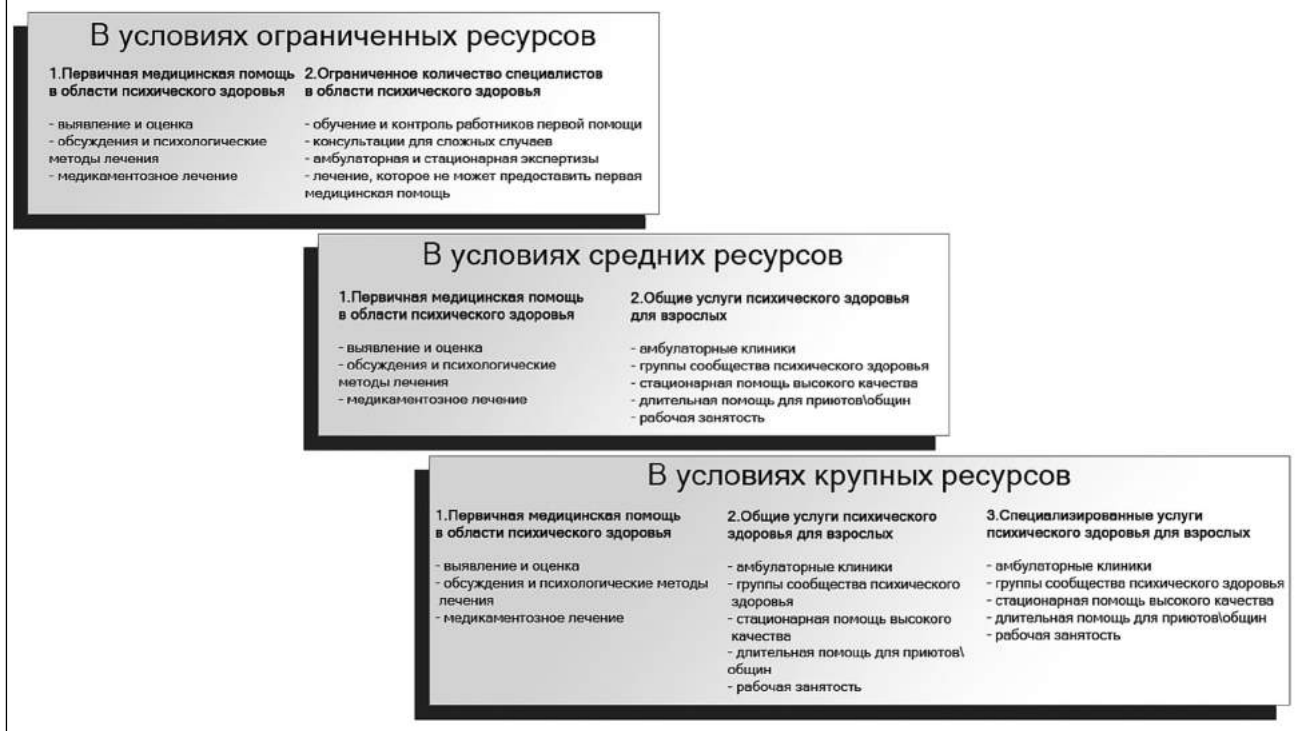 В условиях ограниченных ресурсов
1.Первичная медицинская помощь
в области психического здоровья
- выявление и оценка
- обсуждения и психологические
методы лечения
- медикаментозное лечение
2.Ограниченное количество специалистов
в области психического здоровья
- обучение и контроль работников первой помощи
- консультации для сложных случаев
- амбулаторная и стационарная экспертизы
- лечение, которое не может предоставить первая
медицинская помощь
В условиях средних ресурсов
1.Первичная медицинская помощь
в области психического здоровья
- выявление и оценка
- обсуждения и психологические
методы лечения
- медикаментозное лечение
2.Общие услуги психического здоровья
для взрослых
- амбулаторные клиники
- группы сообщества психического здоровья
- стационарная помощь высокого качества
- длительная помощь для приютов\общин
- рабочая занятость
В условиях крупных ресурсов
1.Первичная медицинская помощь
в области психического здоровья
- выявление и оценка
- обсуждения и психологические методы
лечения
- медикаментозное лечение
2.Общие услуги психического
здоровья для взрослых
- амбулаторные клиники
- группы сообщества психического
здоровья
- стационарная помощь высокого
качества
- длительная помощь для приютов\
общин
- рабочая занятость
3.Специализированные услуги
психического здоровья для взрослых
- амбулаторные клиники
- группы сообщества психического здоровья
- стационарная помощь высокого качества
- длительная помощь для приютов\общин
- рабочая занятость